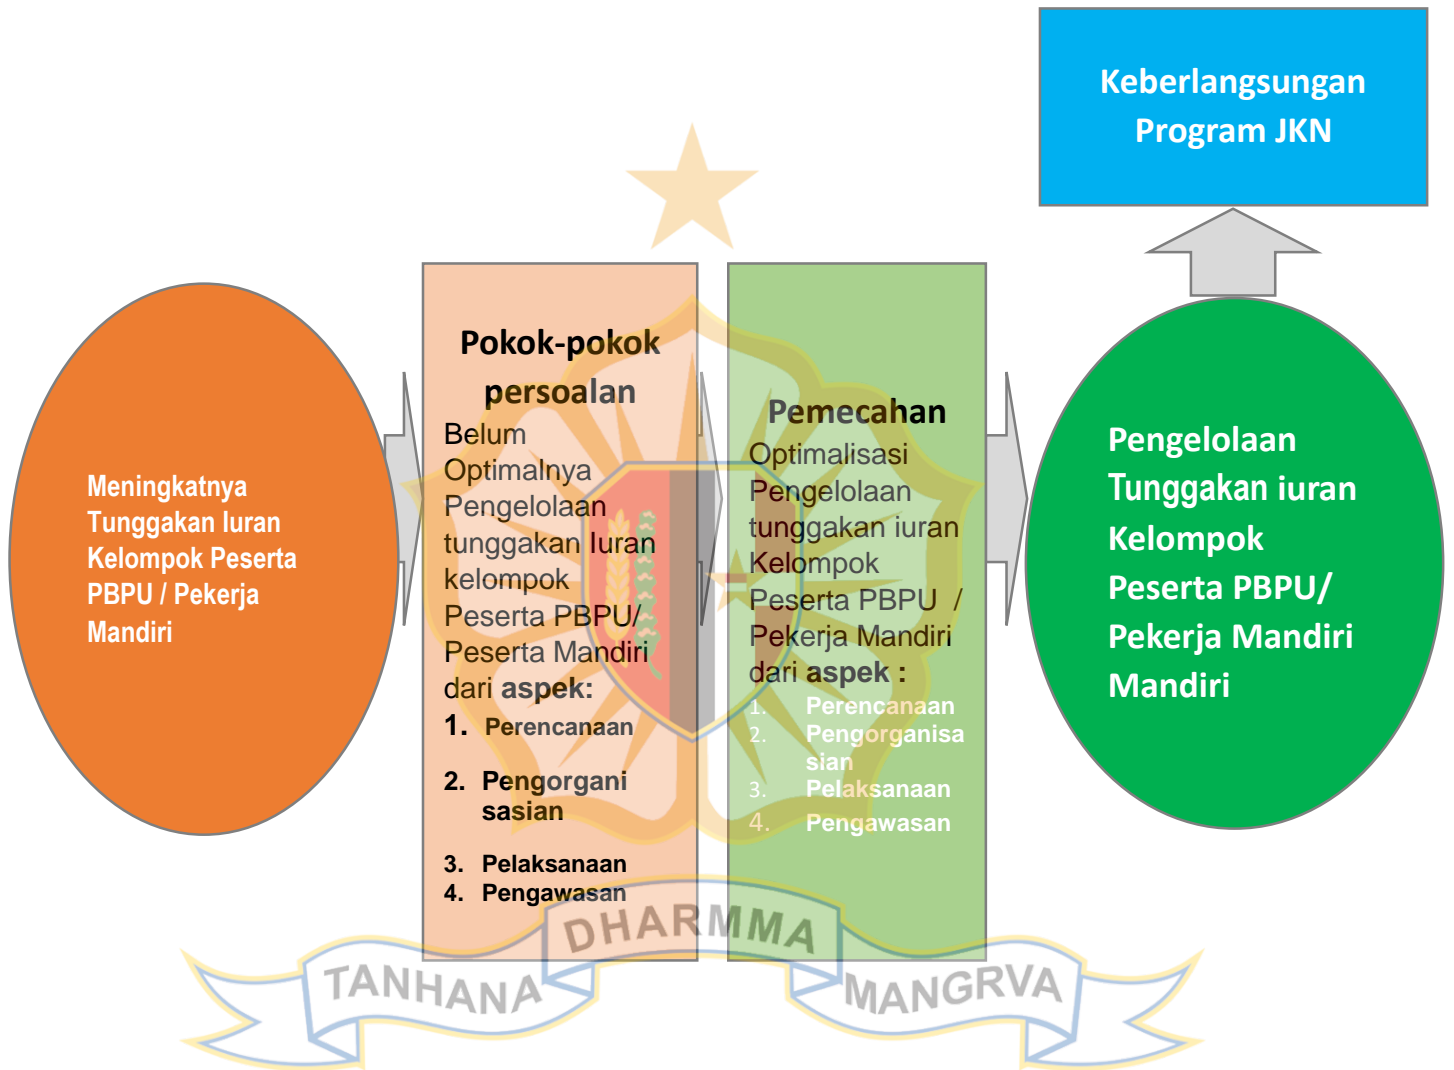 Keberlangsungan
Program JKN
Meningkatnya
Tunggakan Iuran
Kelompok Peserta
PBPU / Pekerja
Mandiri
Pokok-pokok
persoalan
Belum
Optimalnya
Pengelolaan
tunggakan Iuran
kelompok
Peserta PBPU/
Peserta Mandiri
dari aspek:
1. Perencanaan
2. Pengorgani
sasian
3. Pelaksanaan
4. Pengawasan
Pemecahan
Optimalisasi
Pengelolaan
tunggakan iuran
Kelompok
Peserta PBPU /
Pekerja Mandiri
dari aspek :
1. Perencanaan
2. Pengorganisa
sian
3. Pelaksanaan
4. Pengawasan
Pengelolaan
Tunggakan iuran
Kelompok
Peserta PBPU/
Pekerja Mandiri
Mandiri
TANHANA DHARMMA MANGRVA